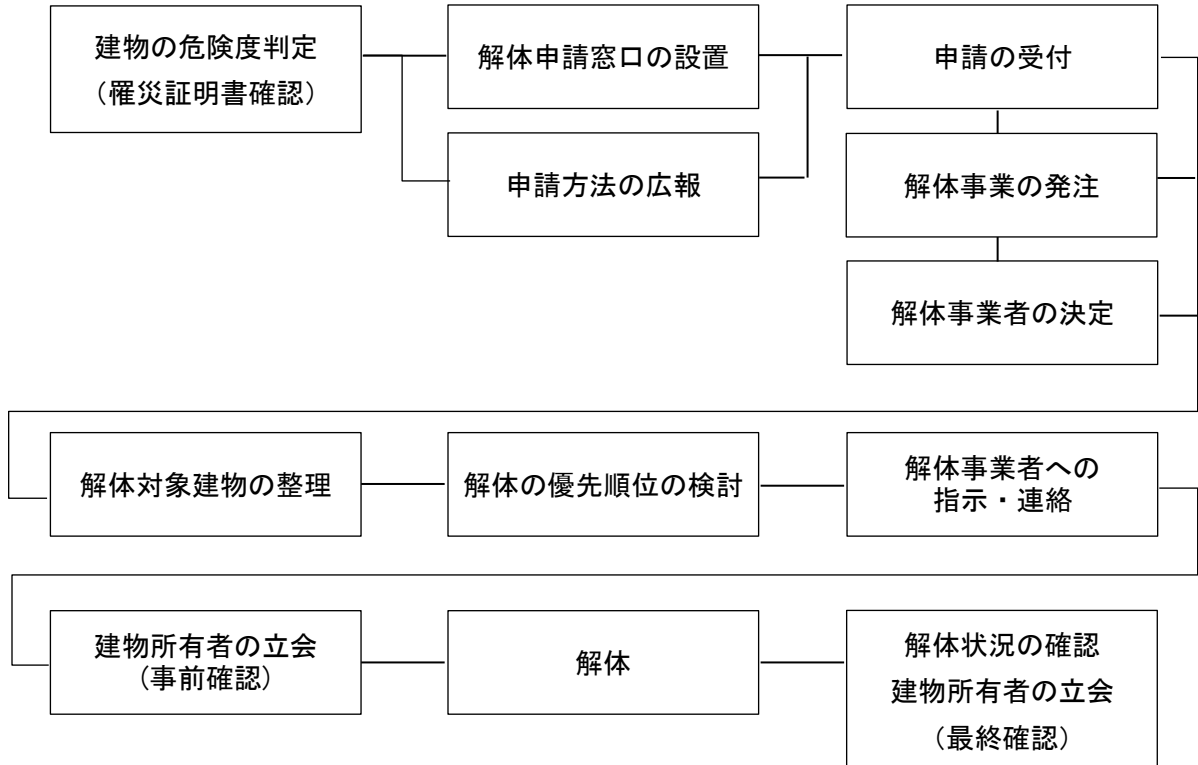 建物の危険度判定
（罹災証明書確認）
解体申請窓口の設置
申請方法の広報
申請の受付
解体事業の発注
解体事業者の決定
解体対象建物の整理
解体の優先順位の検討
解体事業者への
指示・連絡
建物所有者の立会
（事前確認）
解体
解体状況の確認
建物所有者の立会
（最終確認）